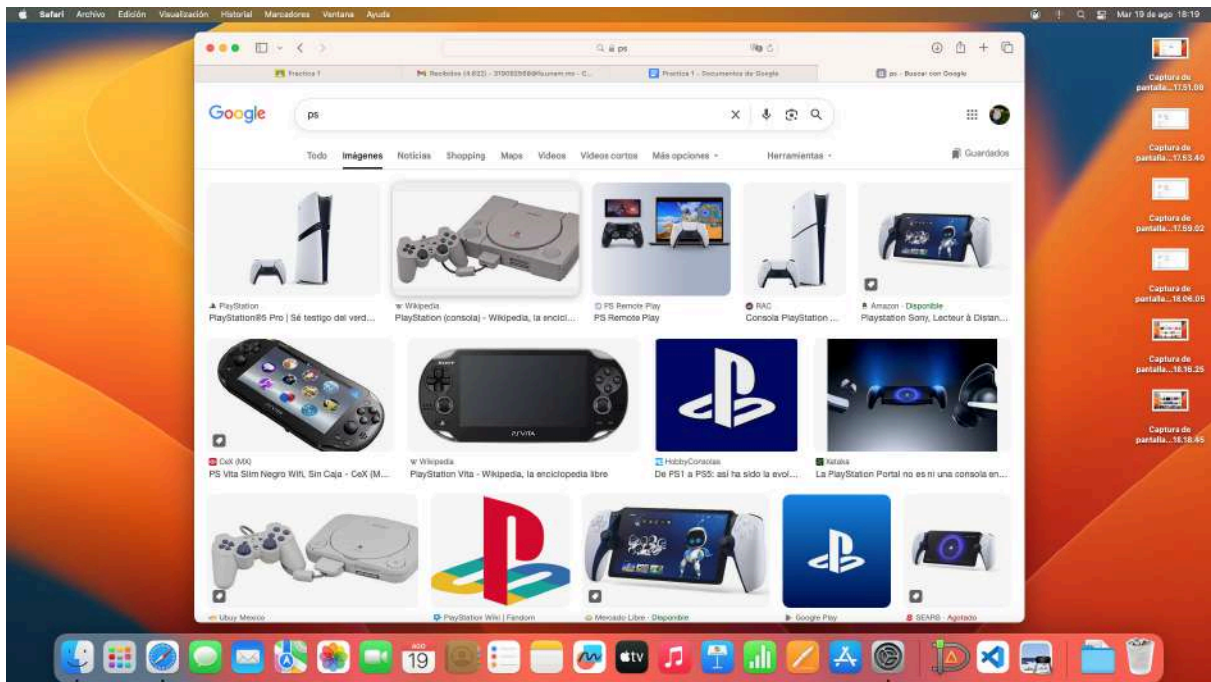 Safari Archivo Edición Visualización Historial Marcadores Ventana Ayuda
Mar 19 de ago 18:19
ps
Practica 1
Practica 1 - Documentos de Google
ps - Buscar con Google
Google
ps
Todo Imágenes Noticias Shopping Maps Videos Videos cortos Más opciones Herramientas
Guardados
PlayStation
PlayStation®5 Pro | Sé testigo del verd...
Wikipedia
PlayStation (consola) - Wikipedia, la encicl...
PS Remote Play
PS Remote Play
RAC
Consola PlayStation ...
Amazon · Disponible
Playstation Sony, Lecteur à Distan...
SONY
PSVITA
CeX (MX)
PS Vita Slim Negro Wifi, Sin Caja - CeX (M...
Wikipedia
PlayStation Vita - Wikipedia, la enciclopedia libre
HobbyConsolas
De PS1 a PS5: así ha sido la evol...
Xataka
La PlayStation Portal no es ni una consola en...
Ubuy Mexico
PlayStation Wiki | Fandom
Mercado Libre · Disponible
Google Play
SEARS · Agotado
Captura de
pantalla...17.51.00
Captura de
pantalla...17.53.40
Captura de
pantalla...17.59.02
Captura de
pantalla...18.06.05
Captura de
pantalla...18.16.25
Captura de
pantalla...18.18.45
AGO
19
tv